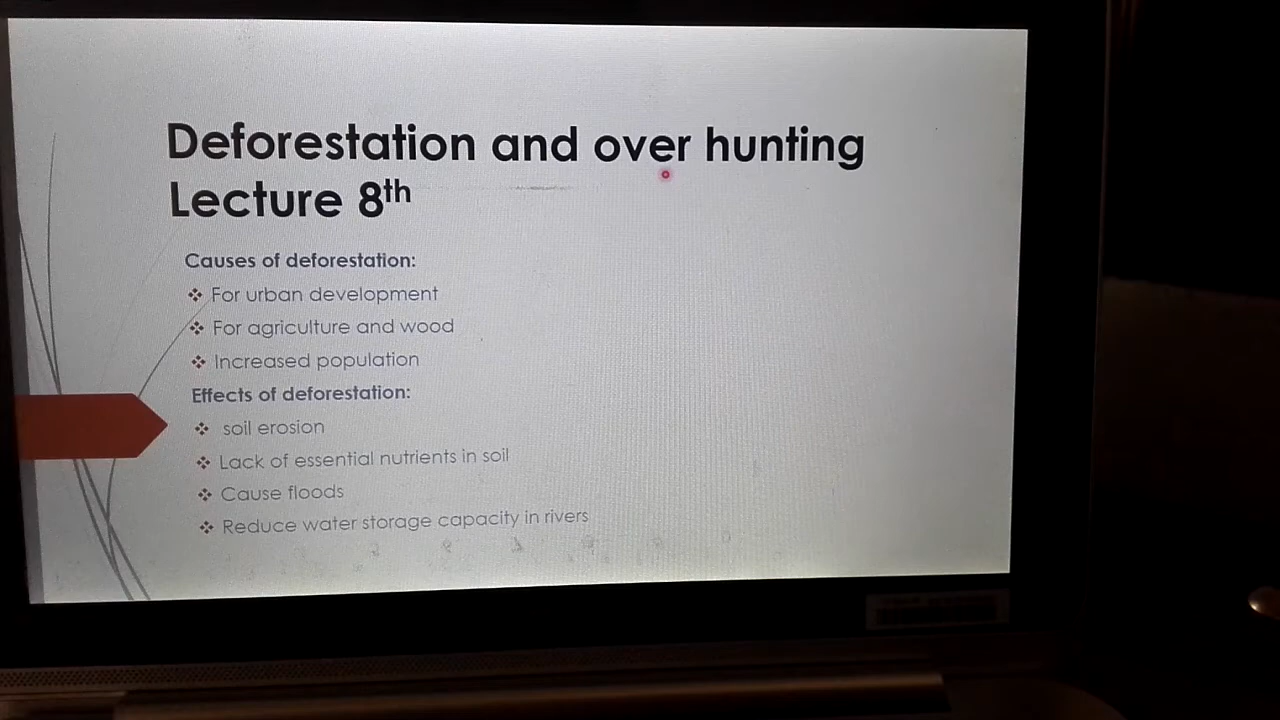 Deforestation and over hunting
Lecture 8th
Causes of deforestation:
For urban development
For agriculture and wood
Increased population
Effects of deforestation:
soil erosion
Lack of essential nutrients in soil
Cause floods
Reduce water storage capacity in rivers